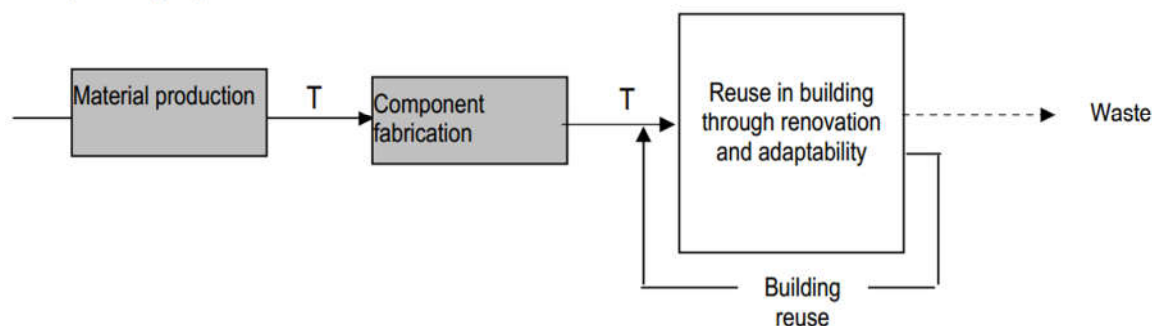 Material production
T
Component
fabrication
T
Reuse in building
through renovation
and adaptability
Waste
Building
reuse